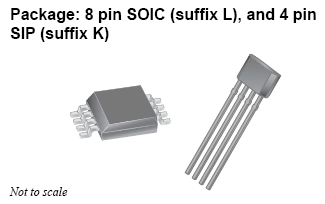 Package: 8 pin SOIC (suffix L), and 4 pin
SIP (suffix K)
Not to scale